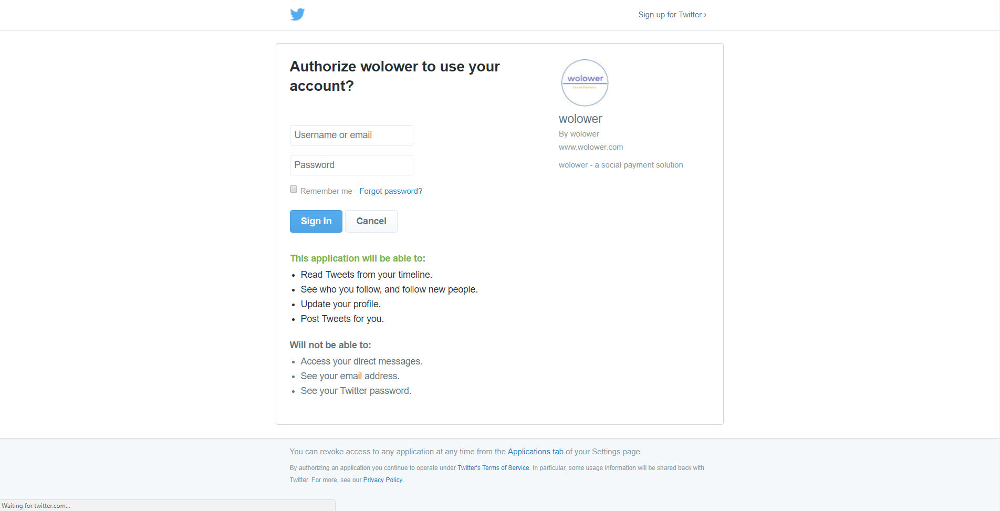 Sign up for Twitter ›
Authorize wolower to use your
account?
wolower
Social Payment
wolower
By wolower
www.wolower.com
wolower - a social payment solution
Username or email
Password
Remember me · Forgot password?
Sign In
Cancel
This application will be able to:
• Read Tweets from your timeline.
• See who you follow, and follow new people.
• Update your profile.
• Post Tweets for you.
Will not be able to:
• Access your direct messages.
• See your email address.
• See your Twitter password.
You can revoke access to any application at any time from the Applications tab of your Settings page.
By authorizing an application you continue to operate under Twitter's Terms of Service. In particular, some usage information will be shared back with
Twitter. For more, see our Privacy Policy.
Waiting for twitter.com...